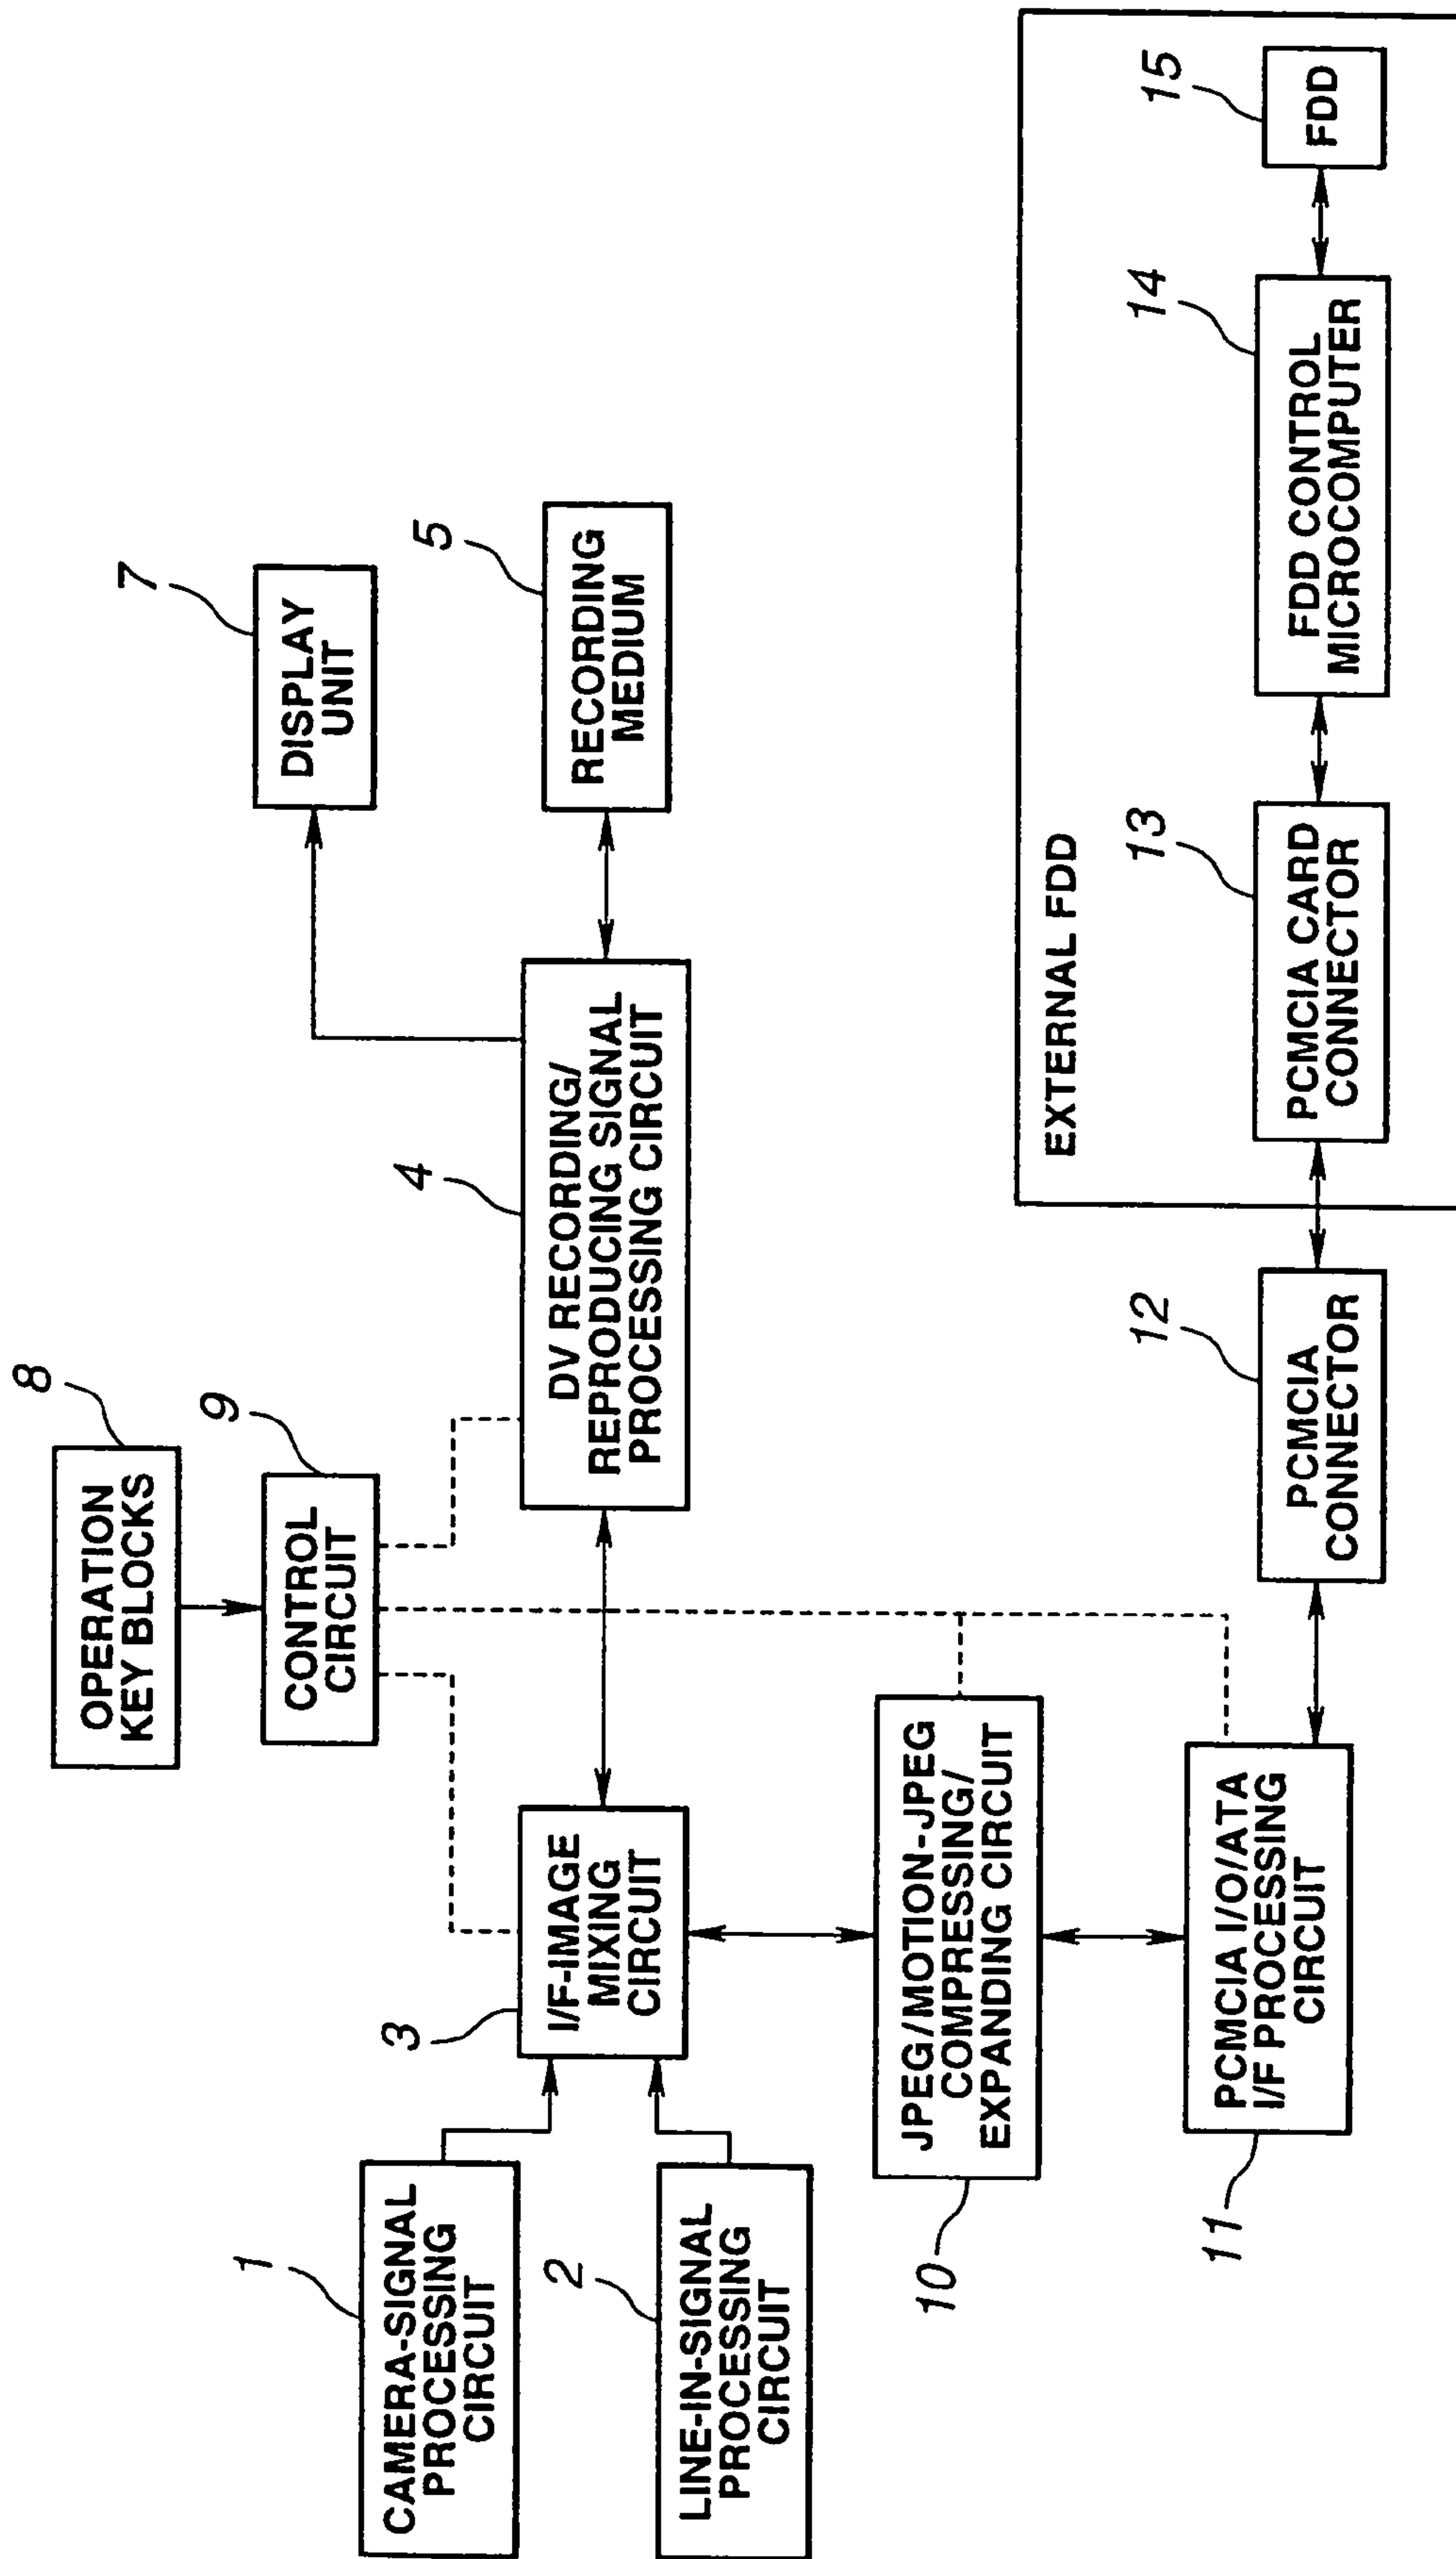 8
OPERATION
KEY BLOCKS
9
CONTROL
CIRCUIT
7
DISPLAY
UNIT
1
CAMERA-SIGNAL
PROCESSING
CIRCUIT
2
LINE-IN-SIGNAL
PROCESSING
CIRCUIT
3
I/F-IMAGE
MIXING
CIRCUIT
4
DV RECORDING/
REPRODUCING SIGNAL
PROCESSING CIRCUIT
5
RECORDING
MEDIUM
10
JPEG/MOTION-JPEG
COMPRESSING/
EXPANDING CIRCUIT
11
PCMCIA I/O/ATA
I/F PROCESSING
CIRCUIT
12
PCMCIA
CONNECTOR
EXTERNAL FDD
13
PCMCIA CARD
CONNECTOR
14
FDD CONTROL
MICROCOMPUTER
15
FDD